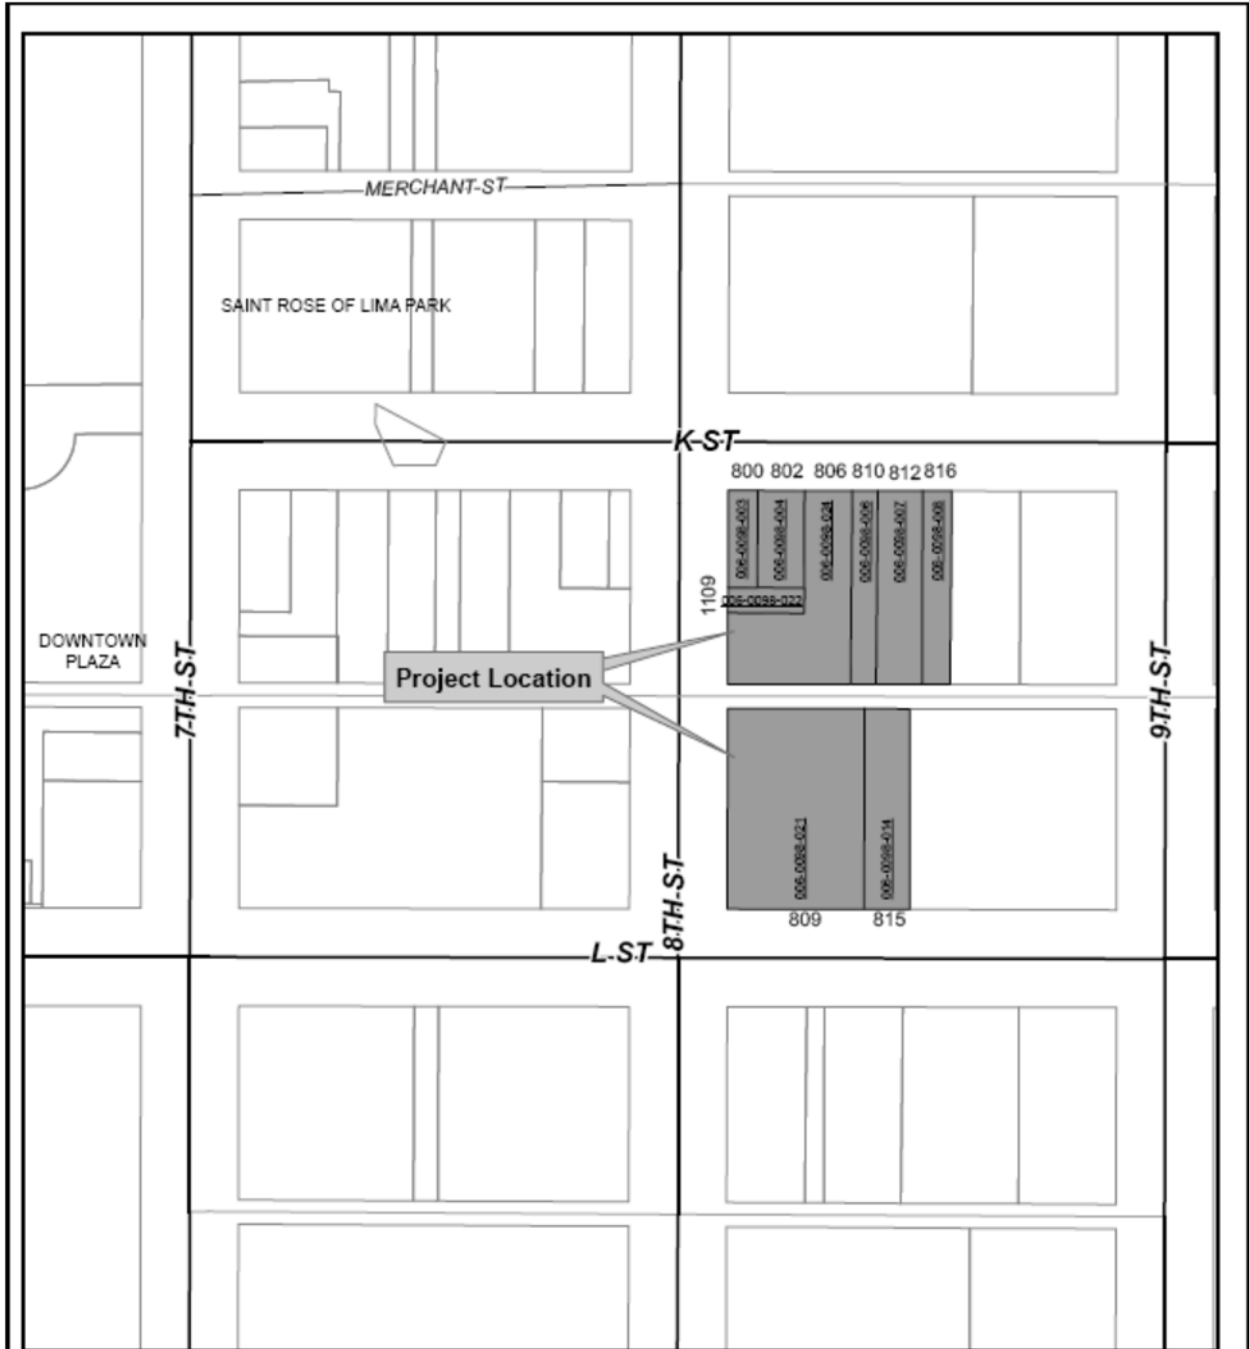 MERCHANT ST
SAINT ROSE OF LIMA PARK
K ST
800 802 806 810 812 816
006-0098-003
006-0098-004
006-0098-024
006-0098-006
006-0098-007
006-0098-008
1109
006-0098-022
DOWNTOWN
PLAZA
7TH ST
Project Location
9TH ST
006-0098-021
006-0098-014
8TH ST
809 815
L ST